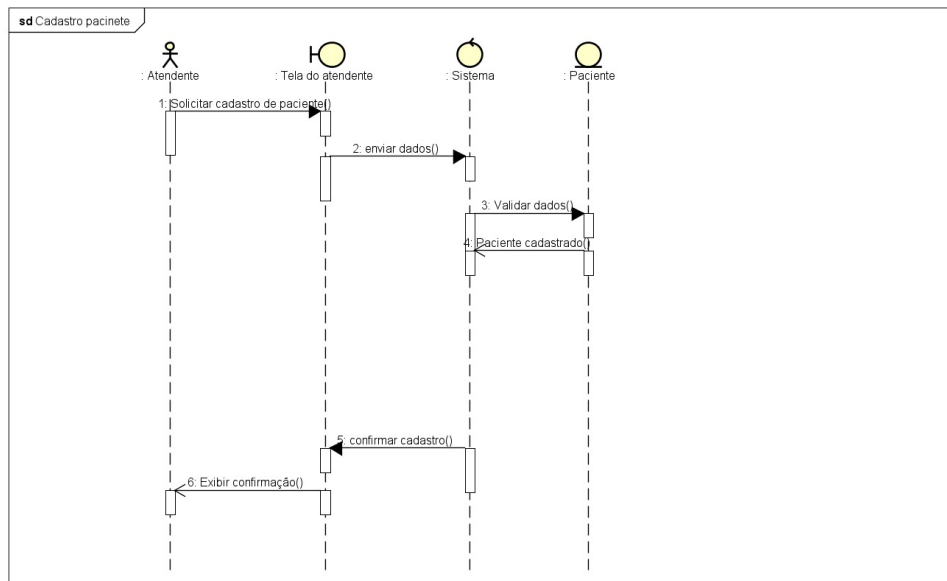 sd Cadastro pacinete
: Atendente
: Tela do atendente
: Sistema
: Paciente
1: Solicitar cadastro de paciente()
2: enviar dados()
3: Validar dados()
4: Paciente cadastrado()
5: confirmar cadastro()
6: Exibir confirmação()